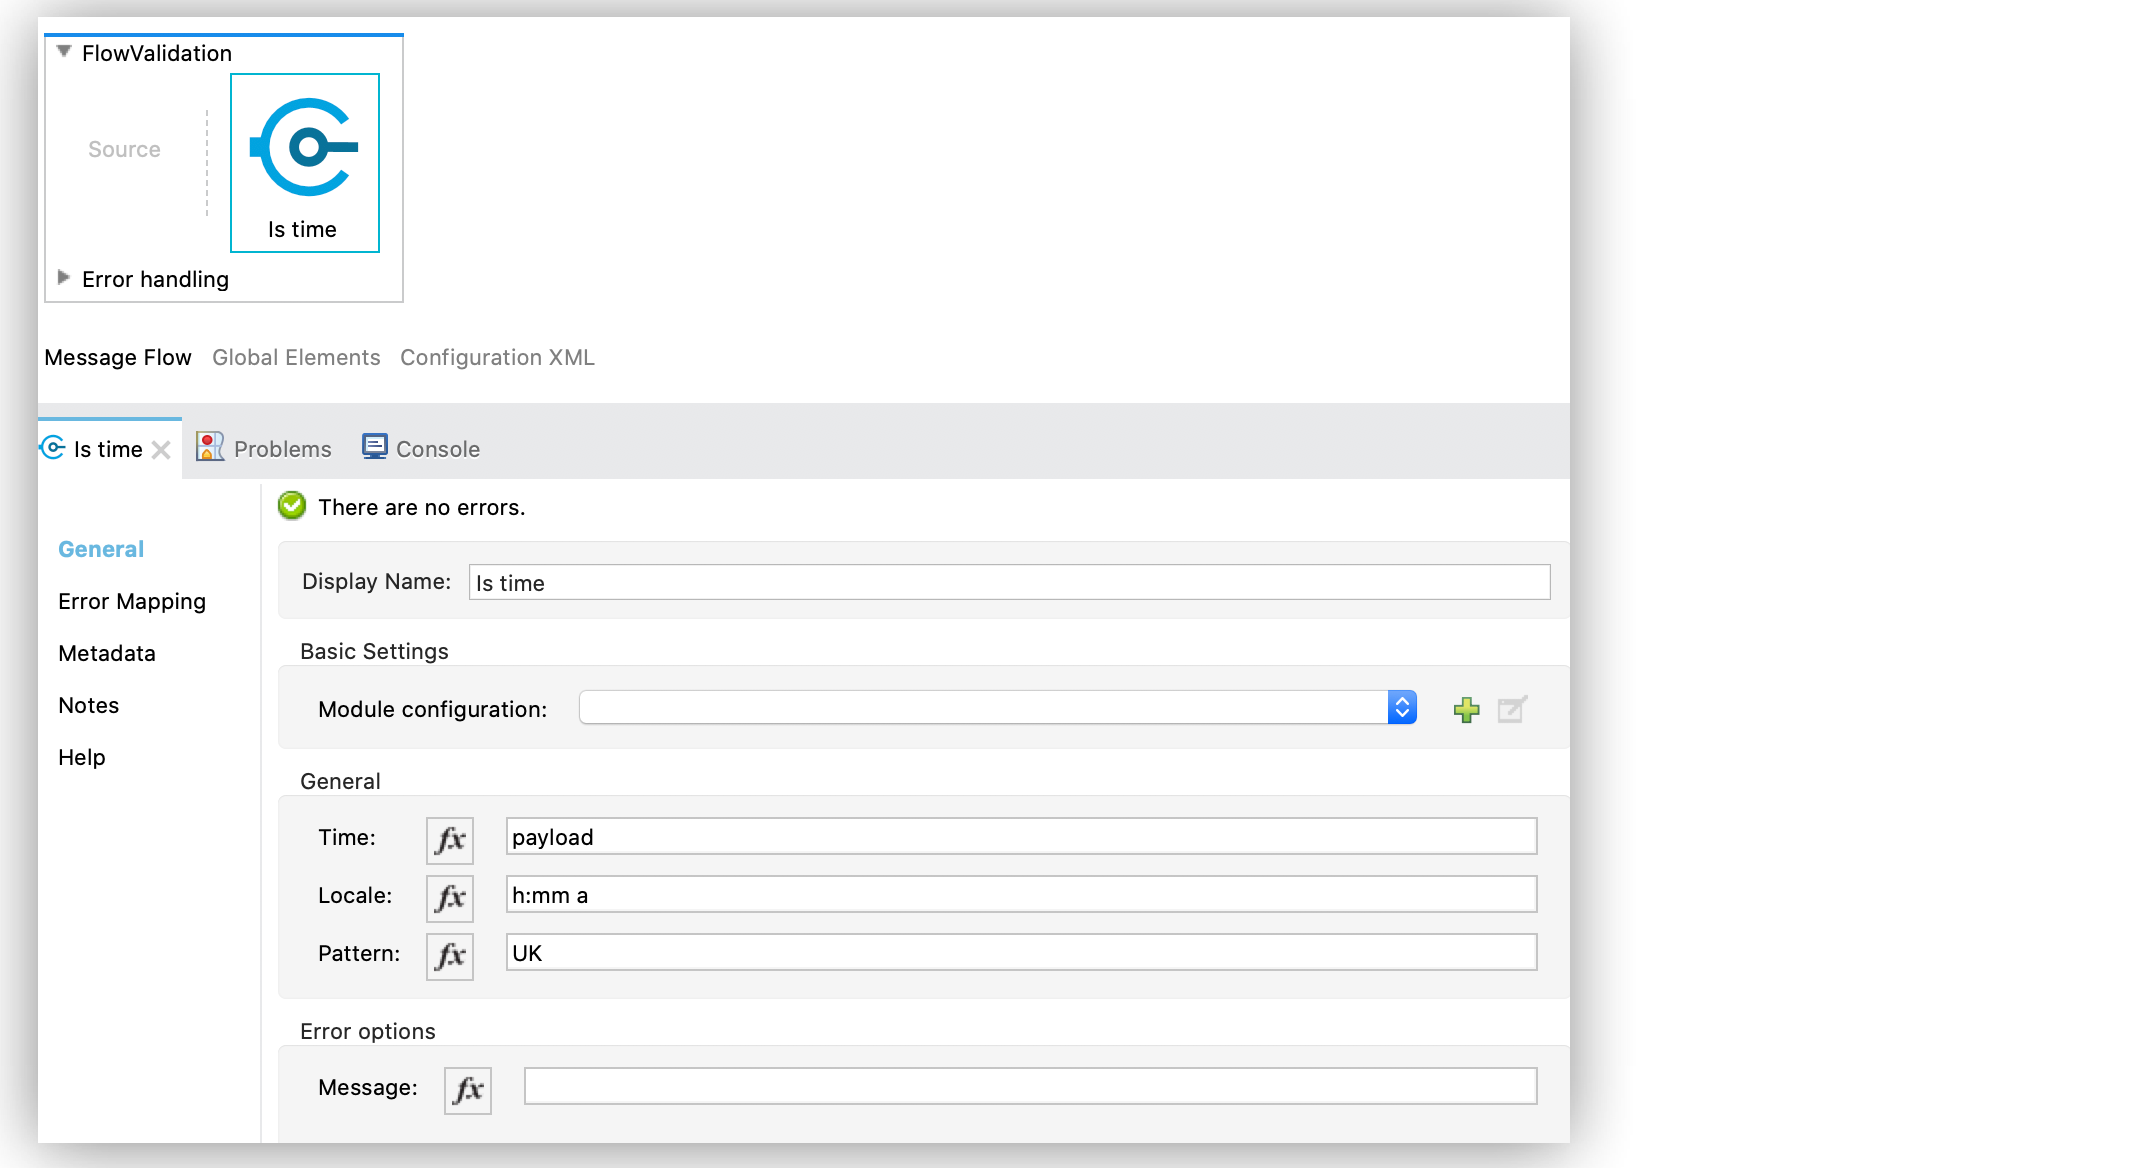 FlowValidation
Source
Is time
Error handling
Message Flow Global Elements Configuration XML
Is time Problems Console
There are no errors.
General
Display Name: Is time
Error Mapping
Basic Settings
Metadata
Module configuration:
Notes
Help
General
Time: fx payload
Locale: fx h:mm a
Pattern: fx UK
Error options
Message: fx